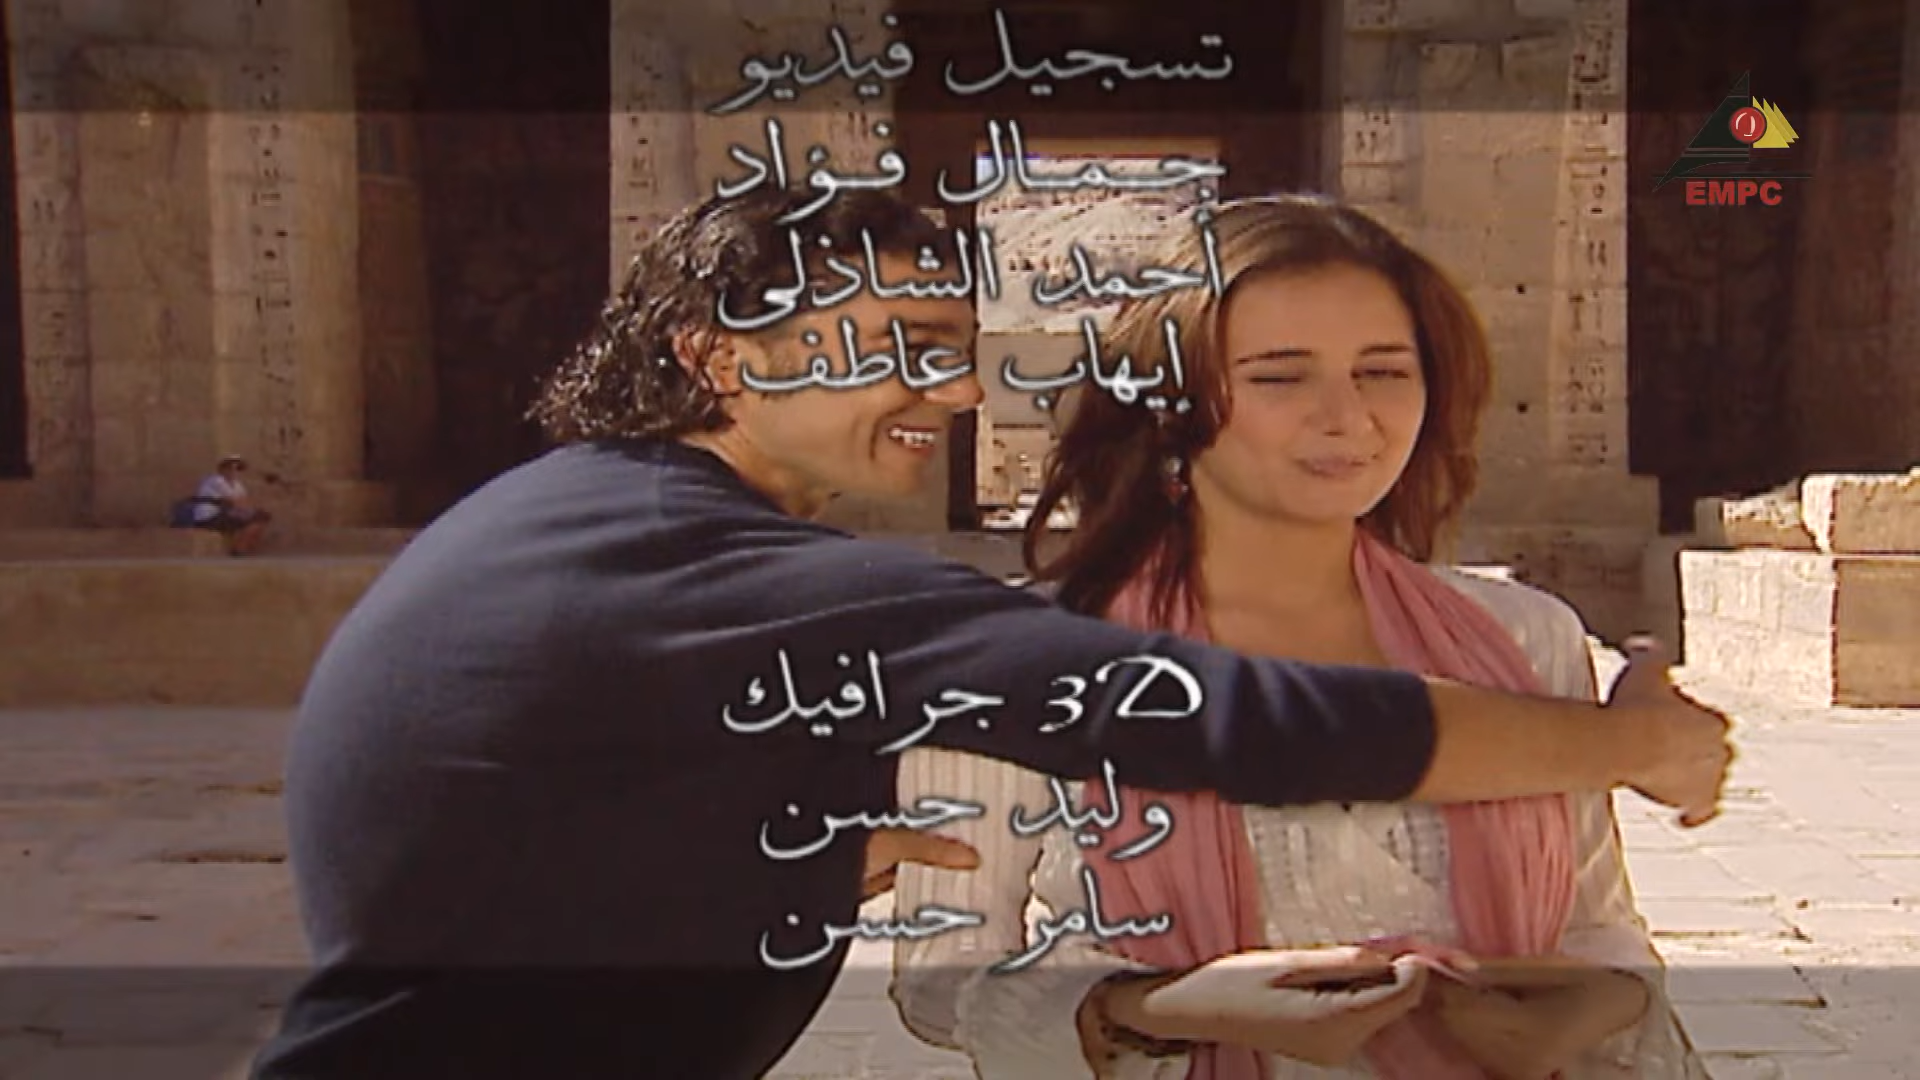 تسجيل فيديو
جمال فؤاد
أحمد الشاذلى
إيهاب عاطف
3D جرافيك
وليد حسن
سامر حسن
EMPC